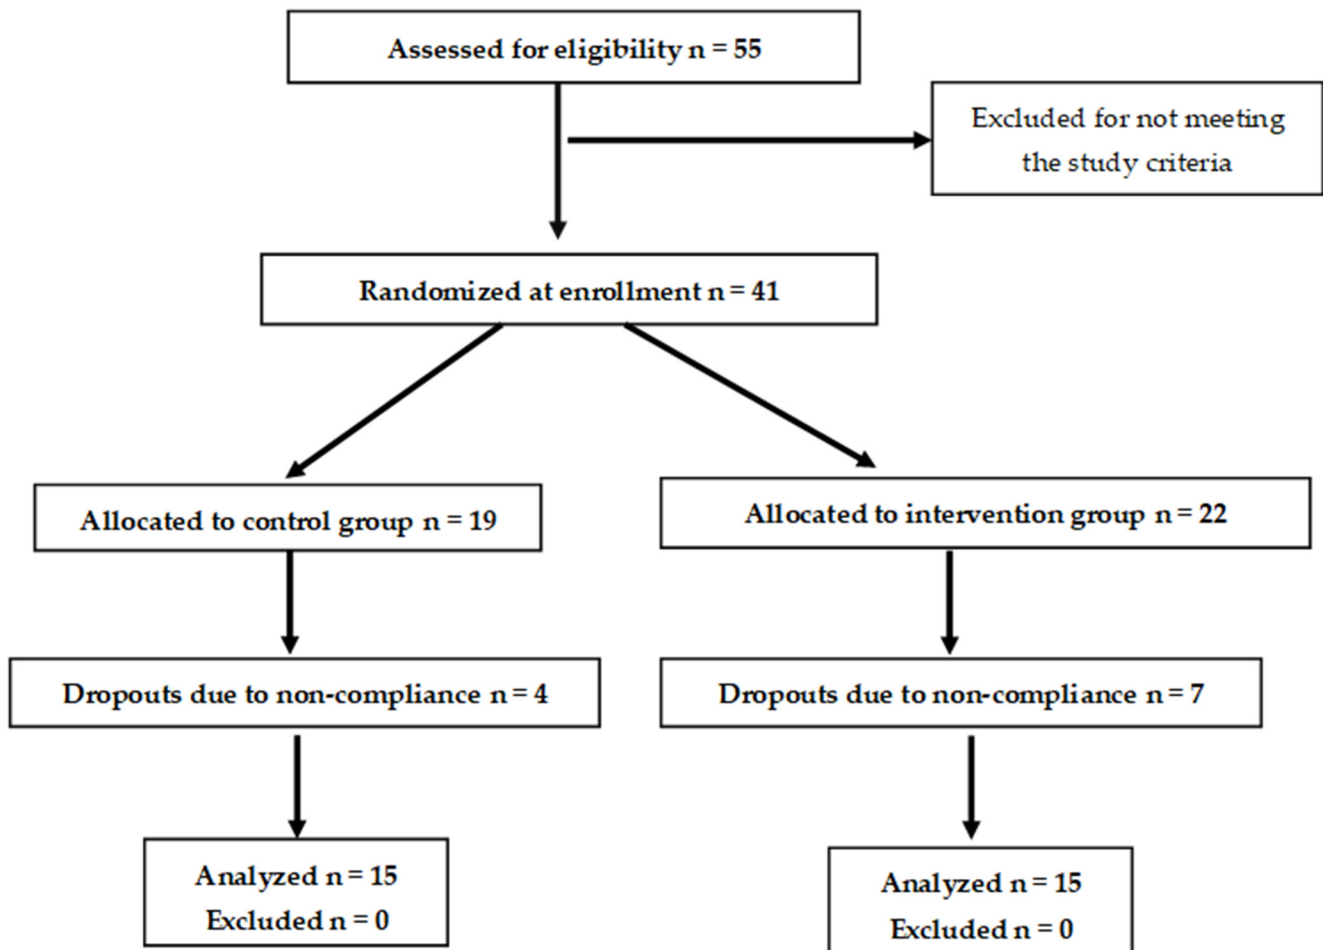 Assessed for eligibility n = 55
Excluded for not meeting
the study criteria
Randomized at enrollment n = 41
Allocated to control group n = 19
Allocated to intervention group n = 22
Dropouts due to non-compliance n = 4
Dropouts due to non-compliance n = 7
Analyzed n = 15
Excluded n = 0
Analyzed n = 15
Excluded n = 0